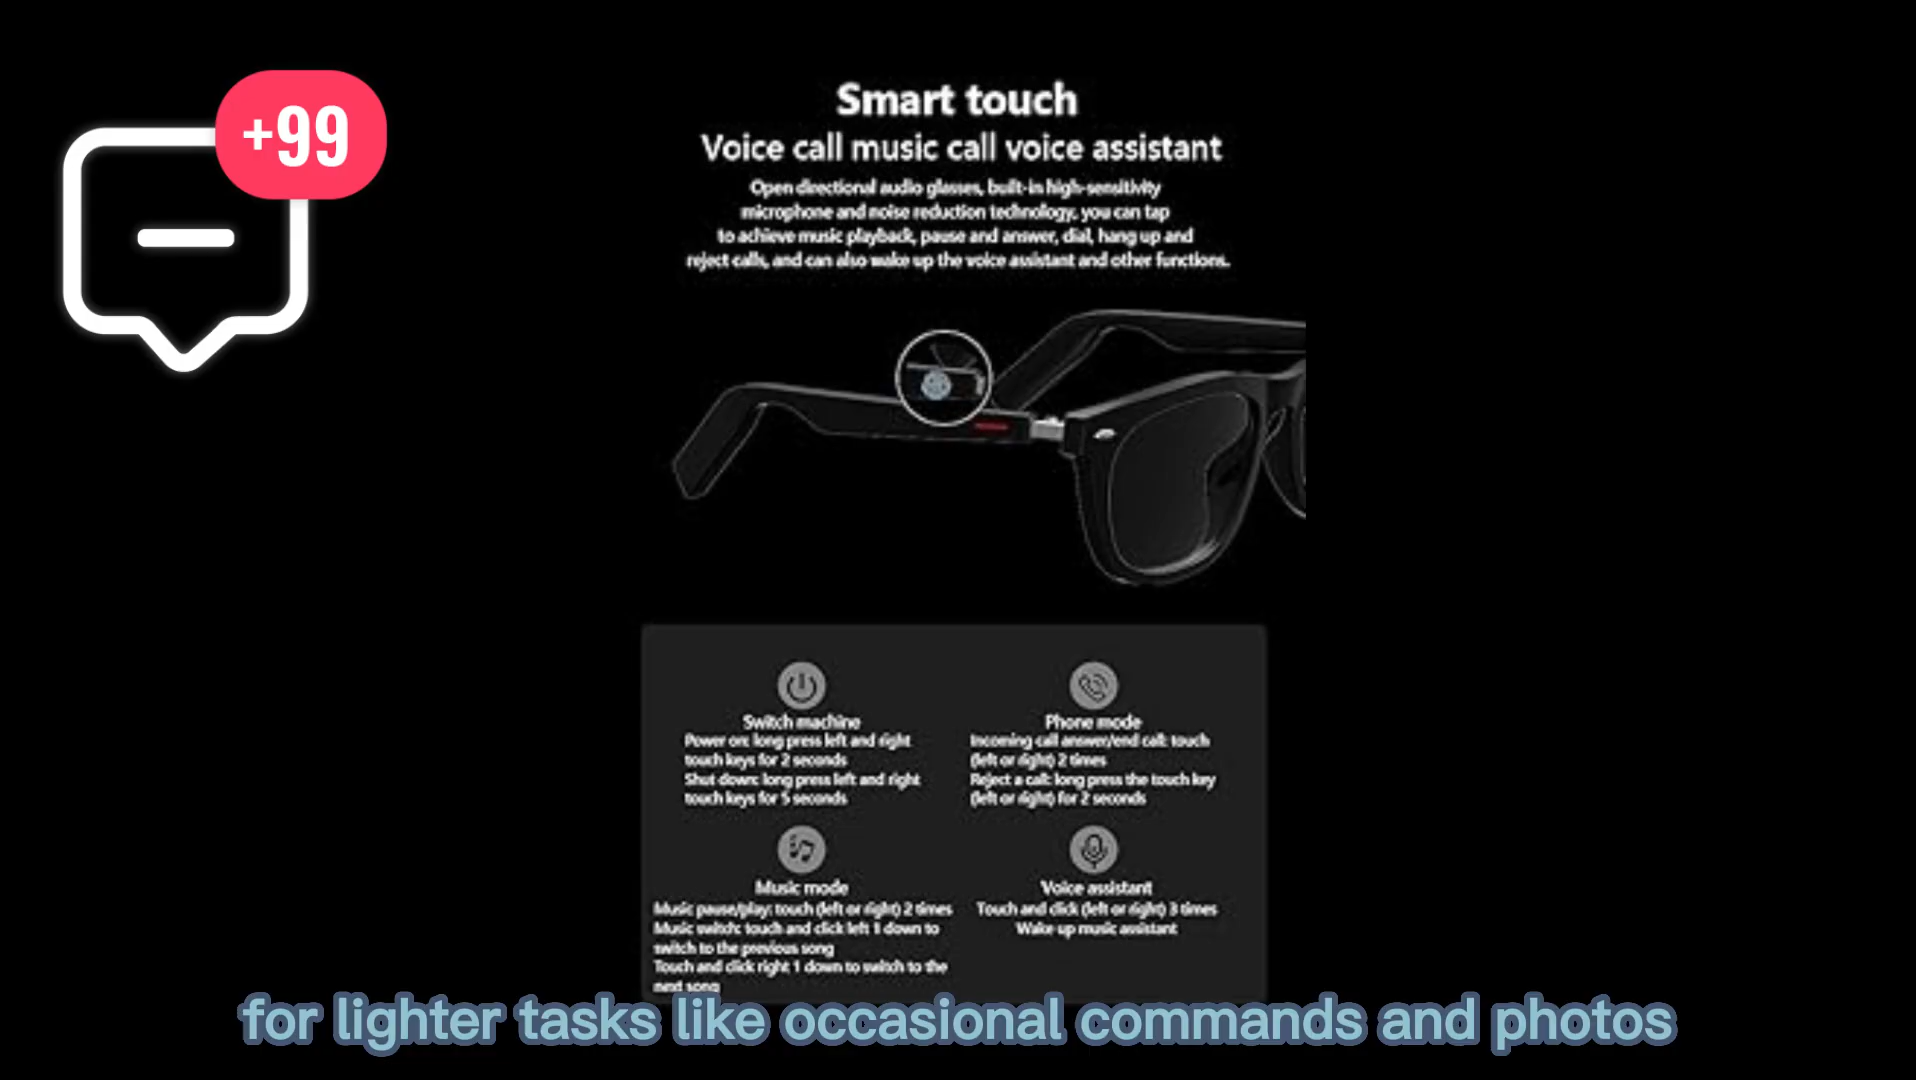 +99
Smart touch
Voice call music call voice assistant
Open directional audio glasses, built-in high-sensitivity
microphone and noise reduction technology, you can tap
to achieve music playback, pause and answer, dial, hang up and
reject calls, and can also wake up the voice assistant and other functions.
Switch machine
Power on: long press left and right
touch keys for 2 seconds
Shut down: long press left and right
touch keys for 5 seconds
Phone mode
Incoming call answer/end call: touch
(left or right) 2 times
Reject a call: long press the touch key
(left or right) for 2 seconds
Music mode
Music pause/play: touch (left or right) 2 times
Music switch: touch and click left 1 down to
switch to the previous song
Touch and click right 1 down to switch to the
next song
Voice assistant
Touch and click (left or right) 3 times
Wake up music assistant
for lighter tasks like occasional commands and photos